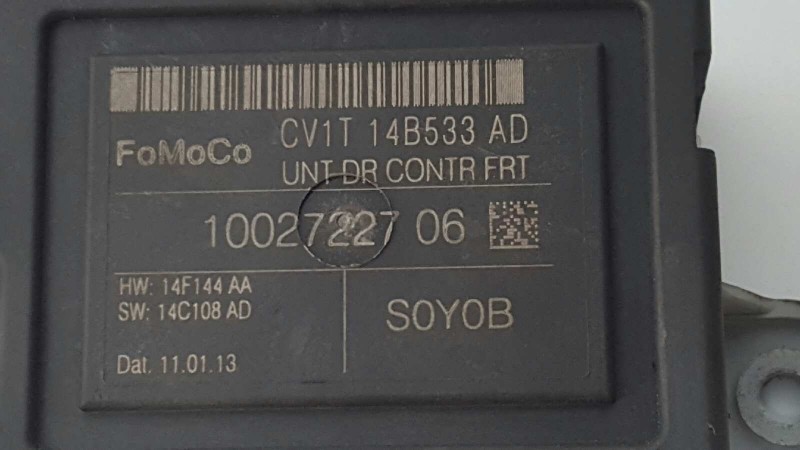 FoMoCo CV1T 14B533 AD
UNT DR CONTR FRT
10027227 06
HW: 14F144 AA
SW: 14C108 AD
S0Y0B
Dat. 11.01.13